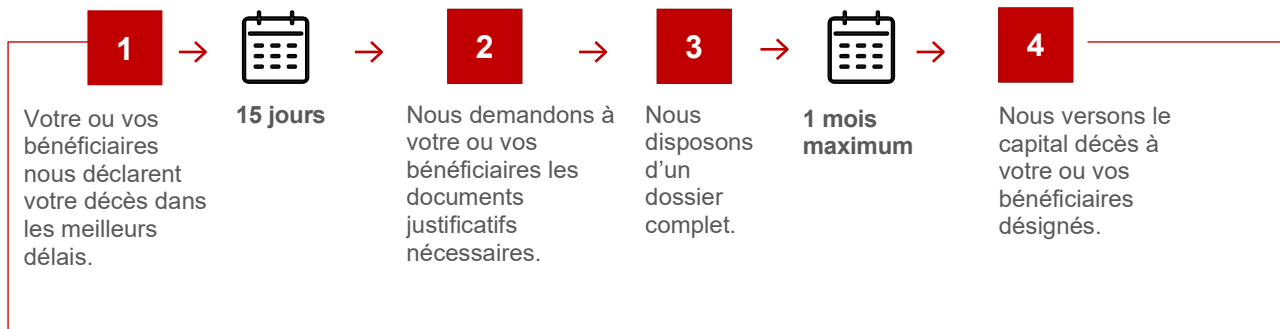 1
Votre ou vos
bénéficiaires
nous déclarent
votre décès dans
les meilleurs
délais.
15 jours
2
Nous demandons à
votre ou vos
bénéficiaires les
documents
justificatifs
nécessaires.
3
Nous
disposons
d’un
dossier
complet.
1 mois
maximum
4
Nous versons le
capital décès à
votre ou vos
bénéficiaires
désignés.